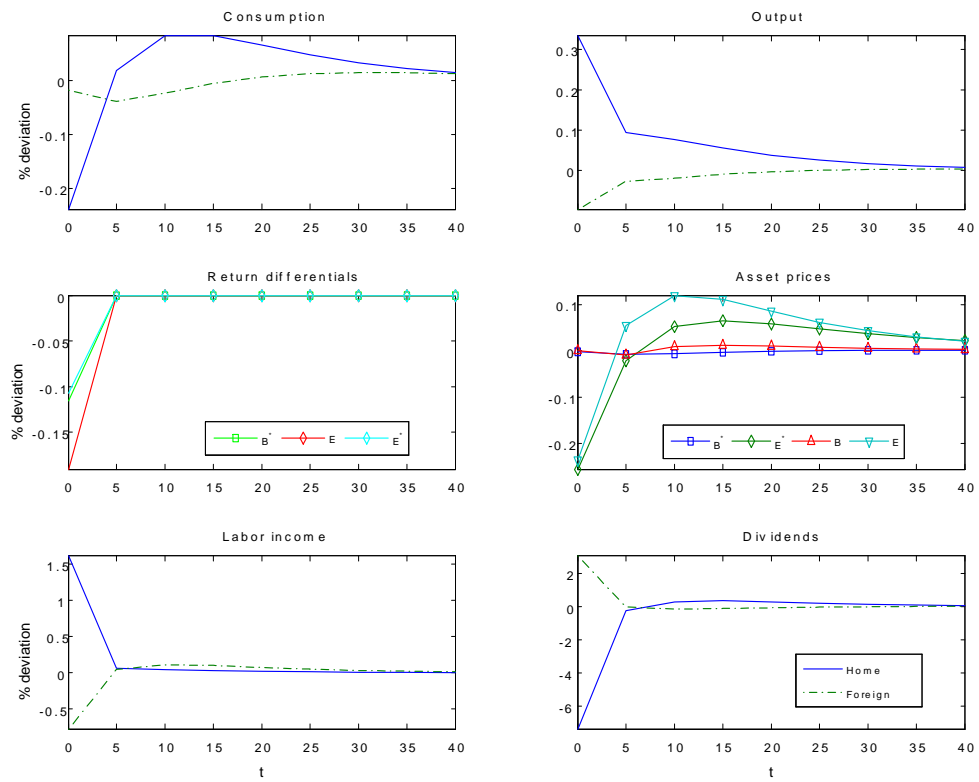 Consumption
0
-0.1
-0.2
% deviation
0 5 10 15 20 25 30 35 40
Output
0.3
0.2
0.1
0
0 5 10 15 20 25 30 35 40
Return differentials
0
-0.05
-0.1
-0.15
% deviation
B* E E*
0 5 10 15 20 25 30 35 40
Asset prices
0.1
0
-0.1
-0.2
B* E* B E
0 5 10 15 20 25 30 35 40
Labor income
1.5
1
0.5
0
-0.5
% deviation
0 5 10 15 20 25 30 35 40
t
Dividends
2
0
-2
-4
-6
Home
Foreign
0 5 10 15 20 25 30 35 40
t